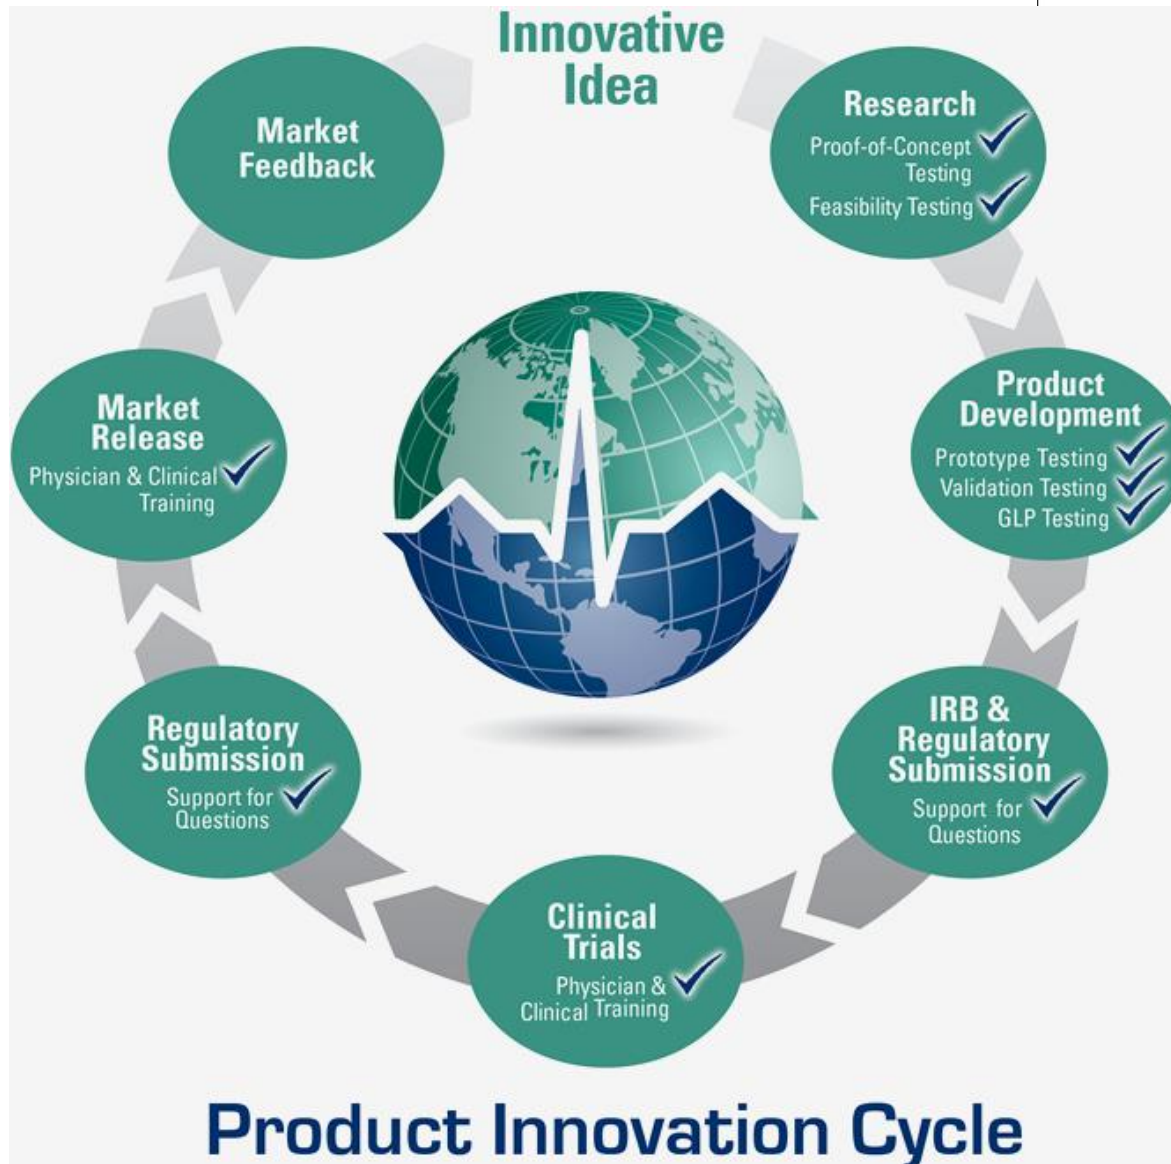 Innovative
Idea
Research
Proof-of-Concept
Testing
Feasibility Testing
Product
Development
Prototype Testing
Validation Testing
GLP Testing
IRB &
Regulatory
Submission
Support for
Questions
Clinical
Trials
Physician &
Clinical Training
Regulatory
Submission
Support for
Questions
Market
Release
Physician & Clinical
Training
Market
Feedback
Product Innovation Cycle